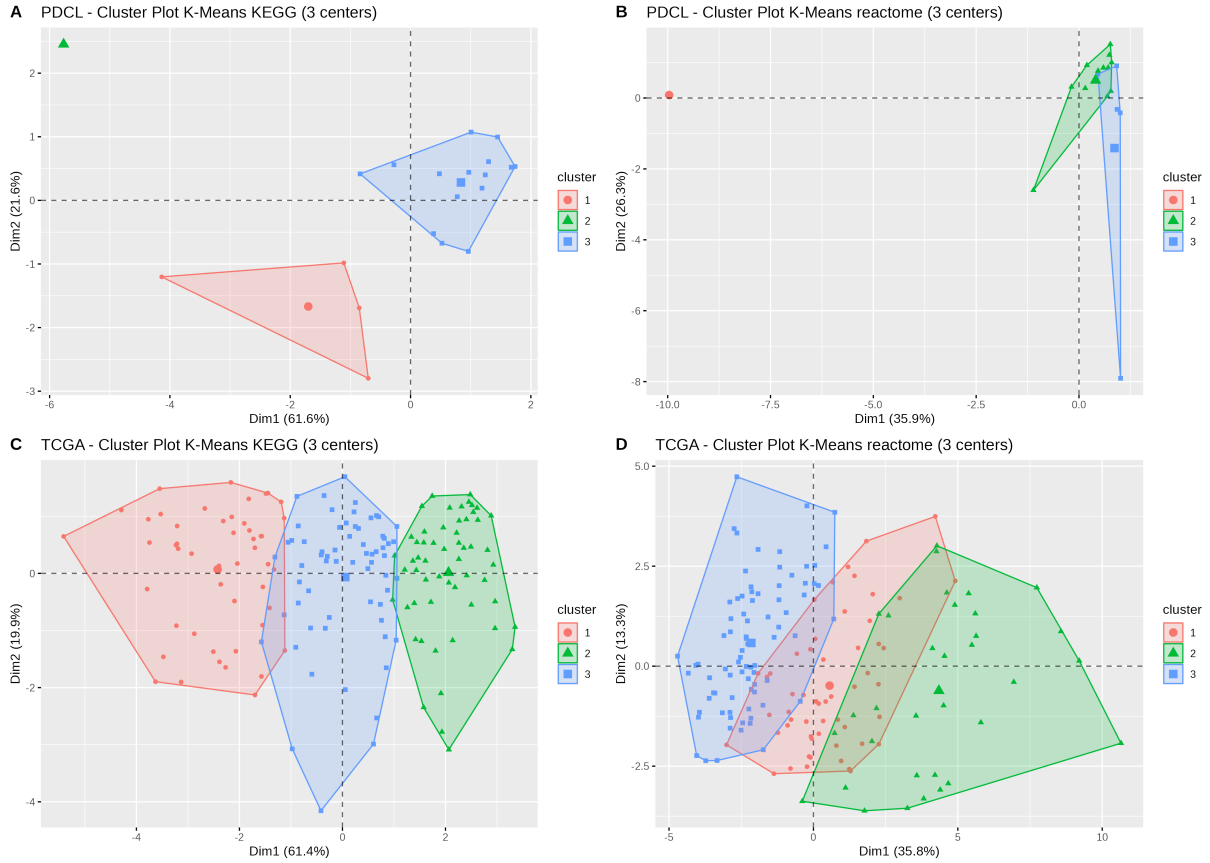 A PDCL - Cluster Plot K-Means KEGG (3 centers)
2
1
0
-1
-2
-3
Dim2 (21.6%)
-6 -4 -2 0 2
Dim1 (61.6%)
cluster
1
2
3
B PDCL - Cluster Plot K-Means reactome (3 centers)
0
-2
-4
-6
-8
Dim2 (26.3%)
-10.0 -7.5 -5.0 -2.5 0.0
Dim1 (35.9%)
cluster
1
2
3
C TCGA - Cluster Plot K-Means KEGG (3 centers)
0
-2
-4
Dim2 (19.9%)
-4 -2 0 2
Dim1 (61.4%)
cluster
1
2
3
D TCGA - Cluster Plot K-Means reactome (3 centers)
5.0
2.5
0.0
-2.5
Dim2 (13.3%)
-5 0 5 10
Dim1 (35.8%)
cluster
1
2
3